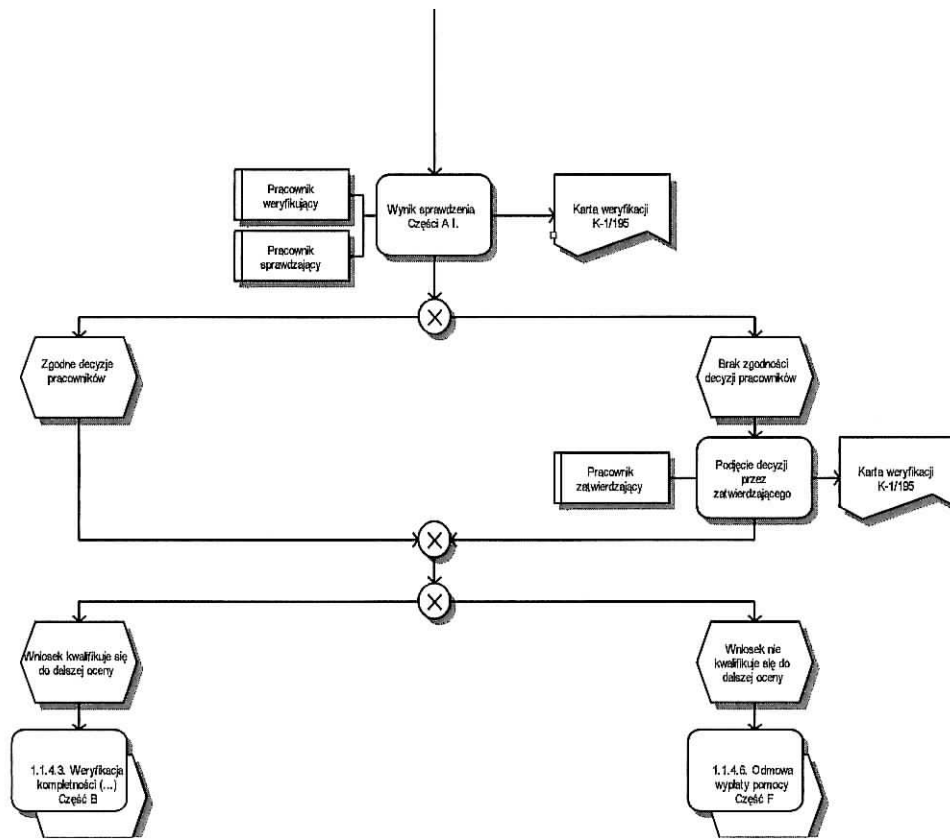 Pracownik
weryfikujący
Wynik sprawdzenia
Części A I.
Karta weryfikacji
K-1/195
Pracownik
sprawdzający
Zgodne decyzje
pracowników
Brak zgodności
decyzji pracowników
Pracownik
zatwierdzający
Podjęcie decyzji
przez
zatwierdzającego
Karta weryfikacji
K-1/195
Wniosek kwalifikuje się
do dalszej oceny
Wniosek nie
kwalifikuje się do
dalszej oceny
1.1.4.3. Weryfikacja
kompletności (...)
Część B
1.1.4.6. Odmowa
wypłaty pomocy
Część F